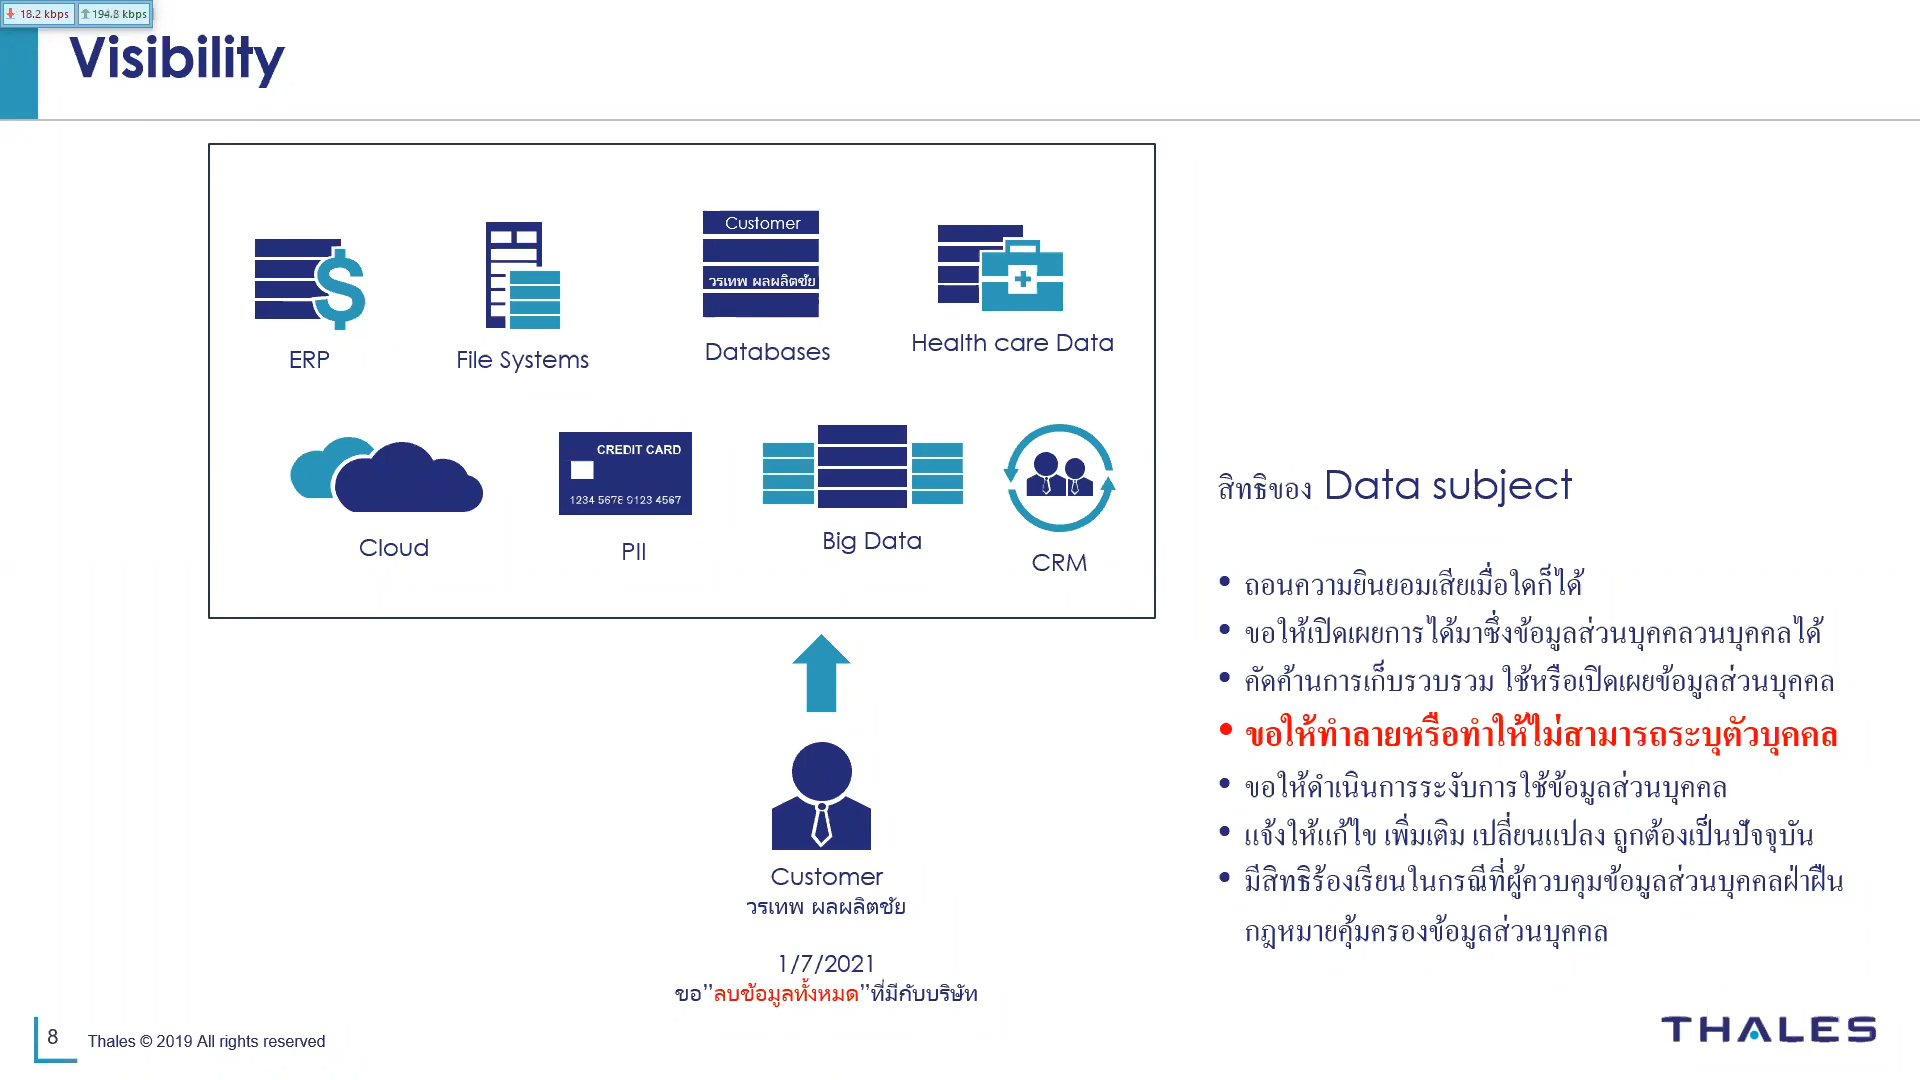 18.2 kbps 194.8 kbps
Visibility
Customer
วรเทพ ผลผลิตชัย
ERP
File Systems
Databases
Health care Data
CREDIT CARD
1234 5678 9123 4567
Cloud
PII
Big Data
CRM
Customer
วรเทพ ผลผลิตชัย
1/7/2021
ขอ”ลบข้อมูลทั้งหมด”ที่มีกับบริษัท
สิทธิของ Data subject
• ถอนความยินยอมเสียเมื่อใดก็ได้
• ขอให้เปิดเผยการได้มาซึ่งข้อมูลส่วนบุคคลวนบุคคลได้
• คัดค้านการเก็บรวบรวม ใช้หรือเปิดเผยข้อมูลส่วนบุคคล
• ขอให้ทำลายหรือทำให้ไม่สามารถระบุตัวบุคคล
• ขอให้ดำเนินการระงับการใช้ข้อมูลส่วนบุคคล
• แจ้งให้แก้ไข เพิ่มเติม เปลี่ยนแปลง ถูกต้องเป็นปัจจุบัน
• มีสิทธิร้องเรียนในกรณีที่ผู้ควบคุมข้อมูลส่วนบุคคลฝ่าฝืน
กฎหมายคุ้มครองข้อมูลส่วนบุคคล
8 Thales © 2019 All rights reserved
THALES